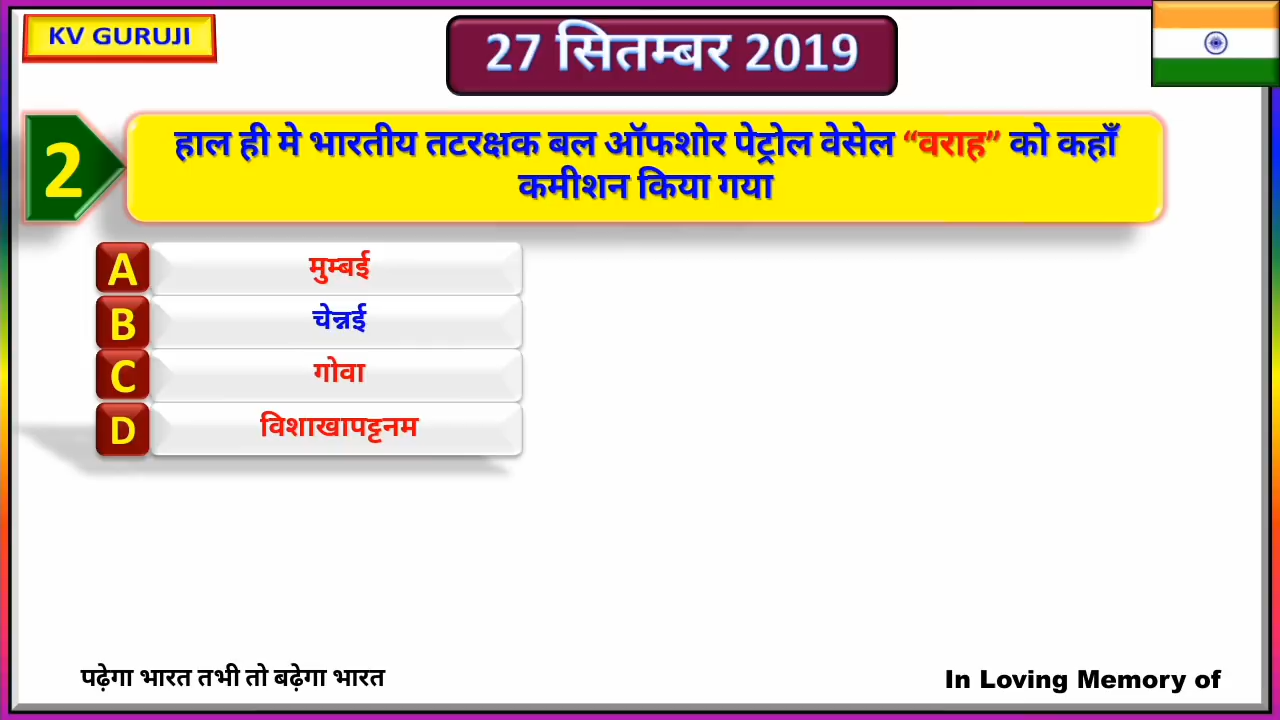 KV GURUJI
27 सितम्बर 2019
2
हाल ही मे भारतीय तटरक्षक बल ऑफशोर पेट्रोल वेसेल “वराह” को कहाँ
कमीशन किया गया
A मुम्बई
B चेन्नई
C गोवा
D विशाखापट्टनम
पढ़ेगा भारत तभी तो बढ़ेगा भारत
In Loving Memory of